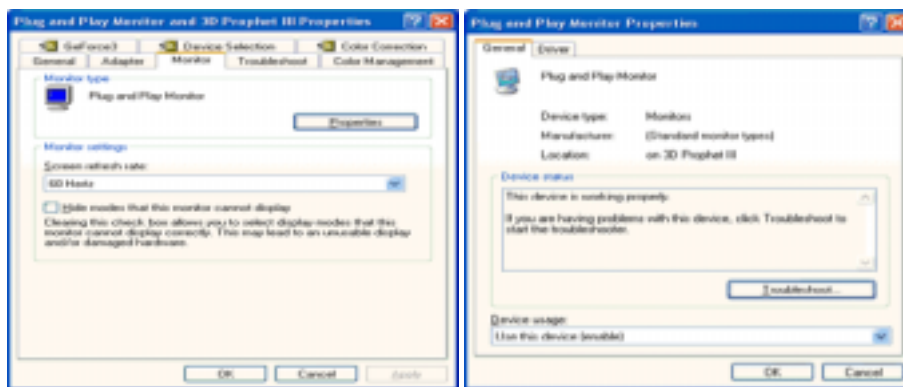 Plug and Play Monitor and 3D Prophet III Properties
GeForce3 Device Selection Color Correction
General Adapter Monitor Troubleshoot Color Management
Monitor type
Plug and Play Monitor
Properties
Monitor settings
Screen refresh rate:
60 Hertz
Hide modes that this monitor cannot display
Clearing this check box allows you to select display modes that this
monitor cannot display correctly. This may lead to an unusable display
and/or damaged hardware.
OK Cancel Apply
Plug and Play Monitor Properties
General Driver
Plug and Play Monitor
Device type: Monitors
Manufacturer: (Standard monitor types)
Location: on 3D Prophet III
Device status
This device is working properly.
If you are having problems with this device, click Troubleshoot to
start the troubleshooter.
Troubleshoot...
Device usage:
Use this device (enable)
OK Cancel